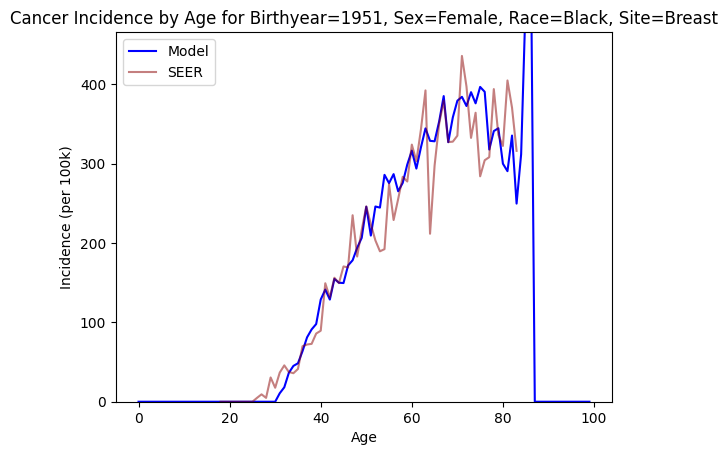 Cancer Incidence by Age for Birthyear=1951, Sex=Female, Race=Black, Site=Breast
Model
SEER
Incidence (per 100k)
400
300
200
100
0
0 20 40 60 80 100
Age